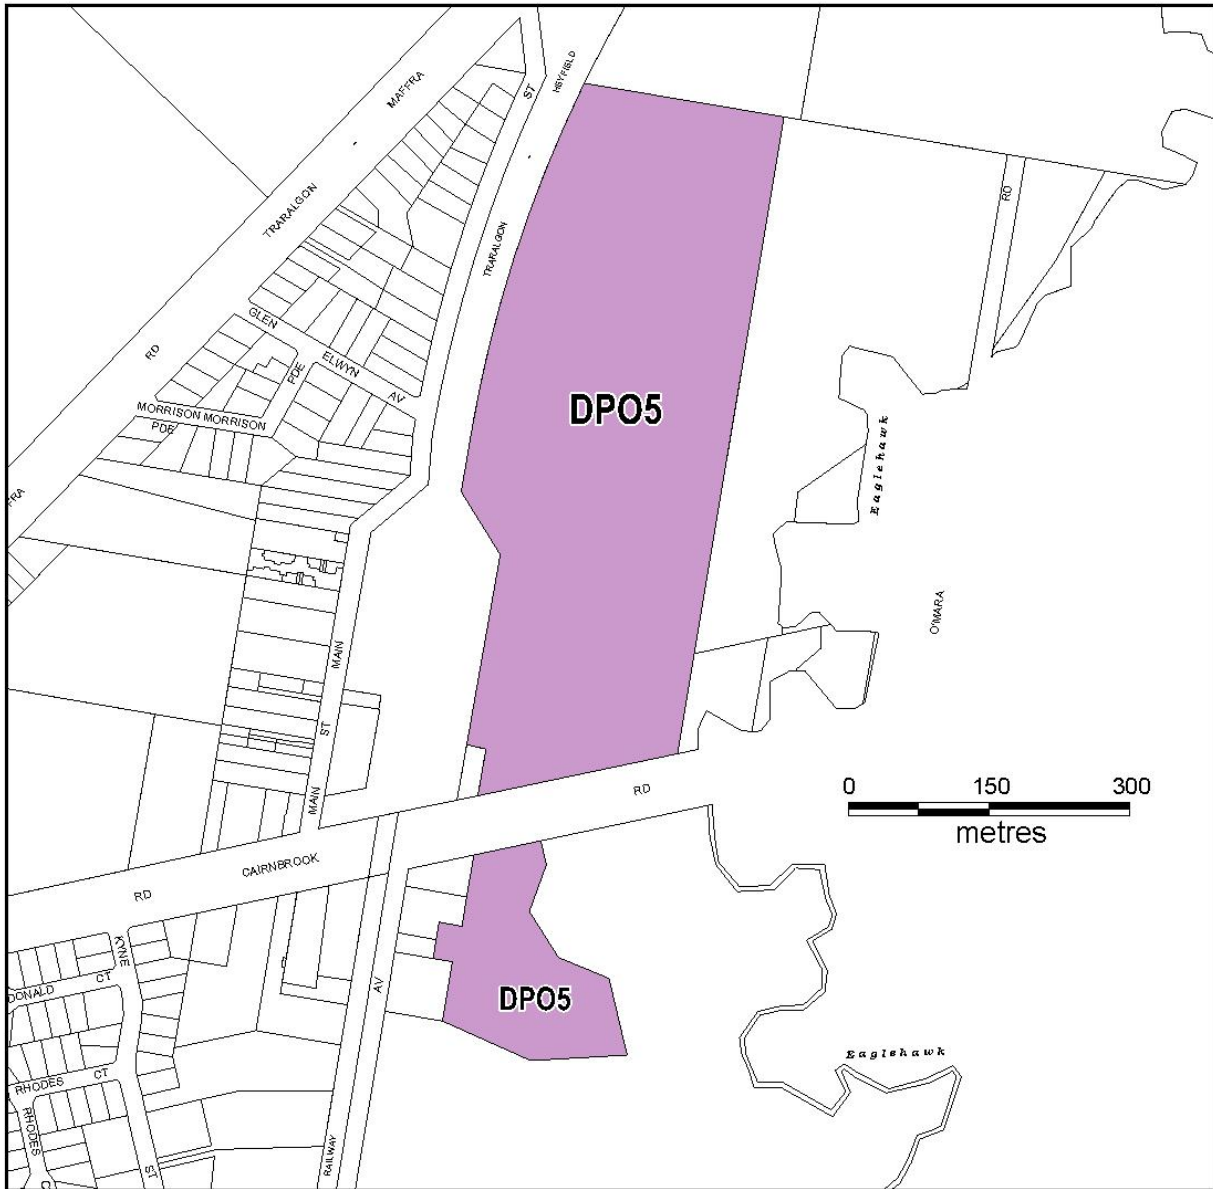 HEYFIELD
-
TRARALGON
MAFFRA
-
TRARALGON
RD
FRA
ST
RD
GLEN
ELWYN
AV
PDE
MORRISON MORRISON
PDE
DPO5
Eaglehawk
O'MARA
MAIN
ST
MAIN
RD
0 150 300
metres
CAIRNBROOK
RD
KYNE
DONALD CT
AV
DPO5
Eaglehawk
RHODES CT
RHODES
ST
RAILWAY